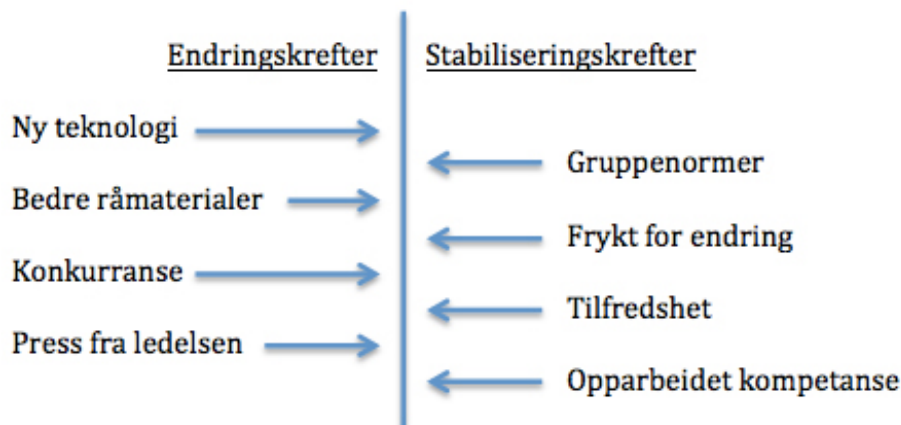 Endringskrefter
Stabiliseringskrefter
Ny teknologi
Gruppenormer
Bedre råmaterialer
Frykt for endring
Konkurranse
Tilfredshet
Press fra ledelsen
Opparbeidet kompetanse